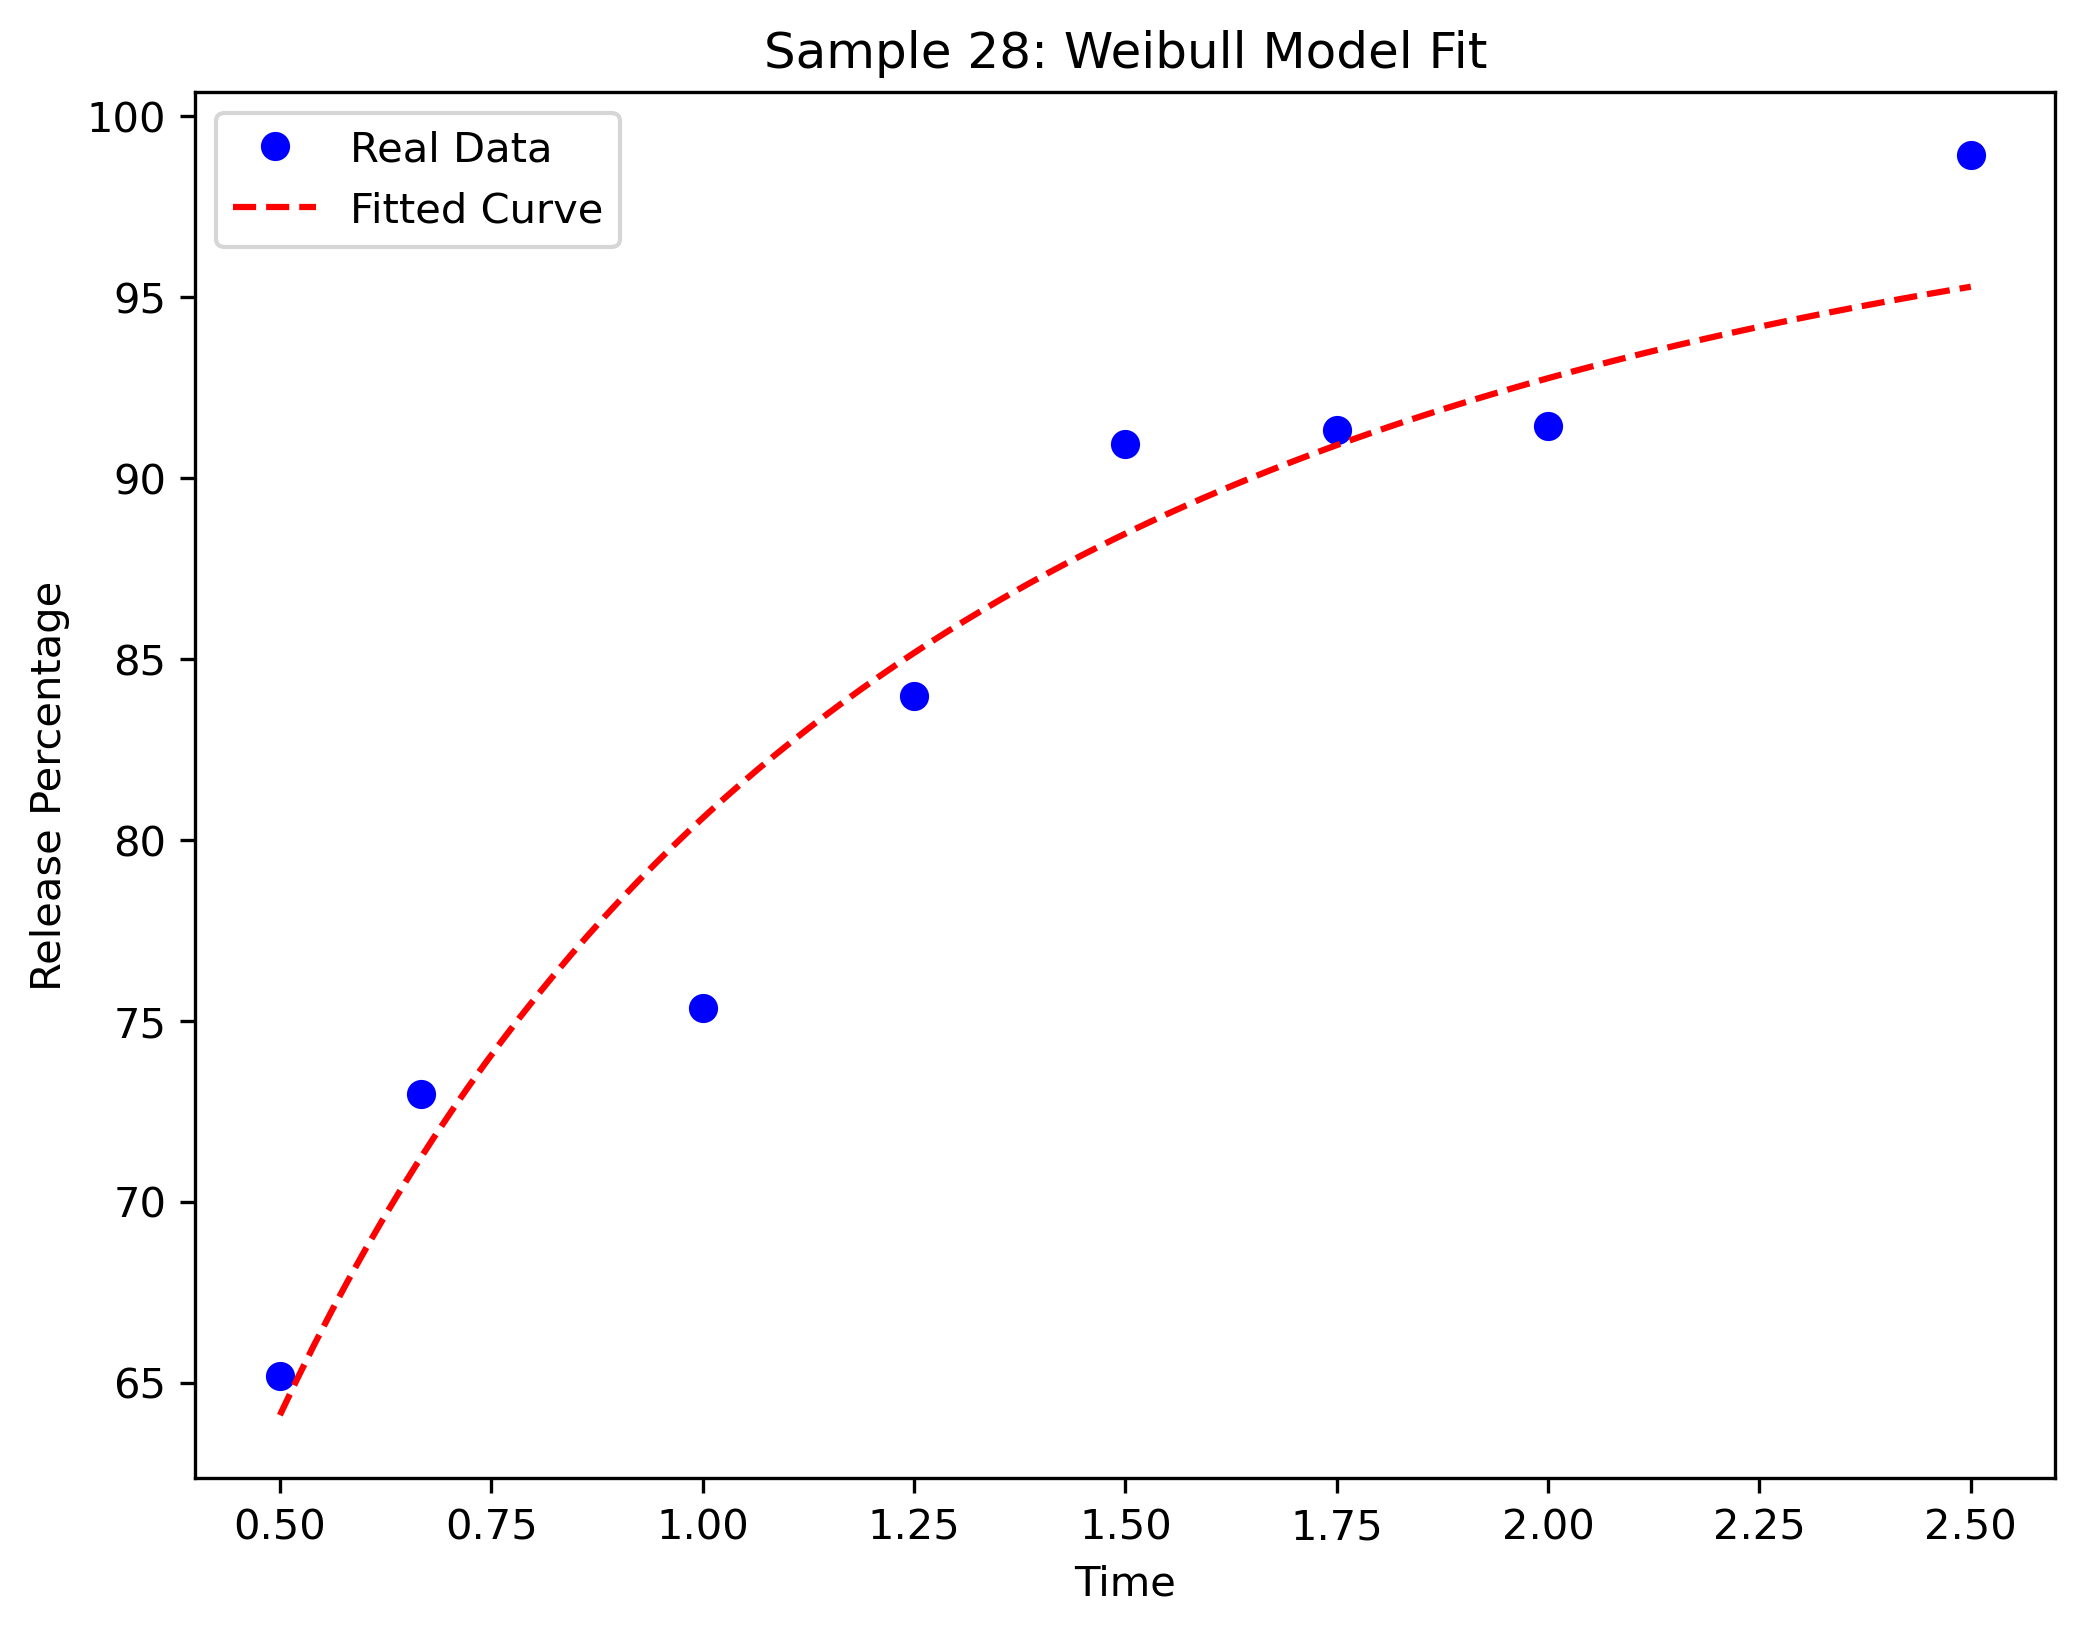 Sample 28: Weibull Model Fit
Real Data
Fitted Curve
Release Percentage
100
95
90
85
80
75
70
65
0.50 0.75 1.00 1.25 1.50 1.75 2.00 2.25 2.50
Time